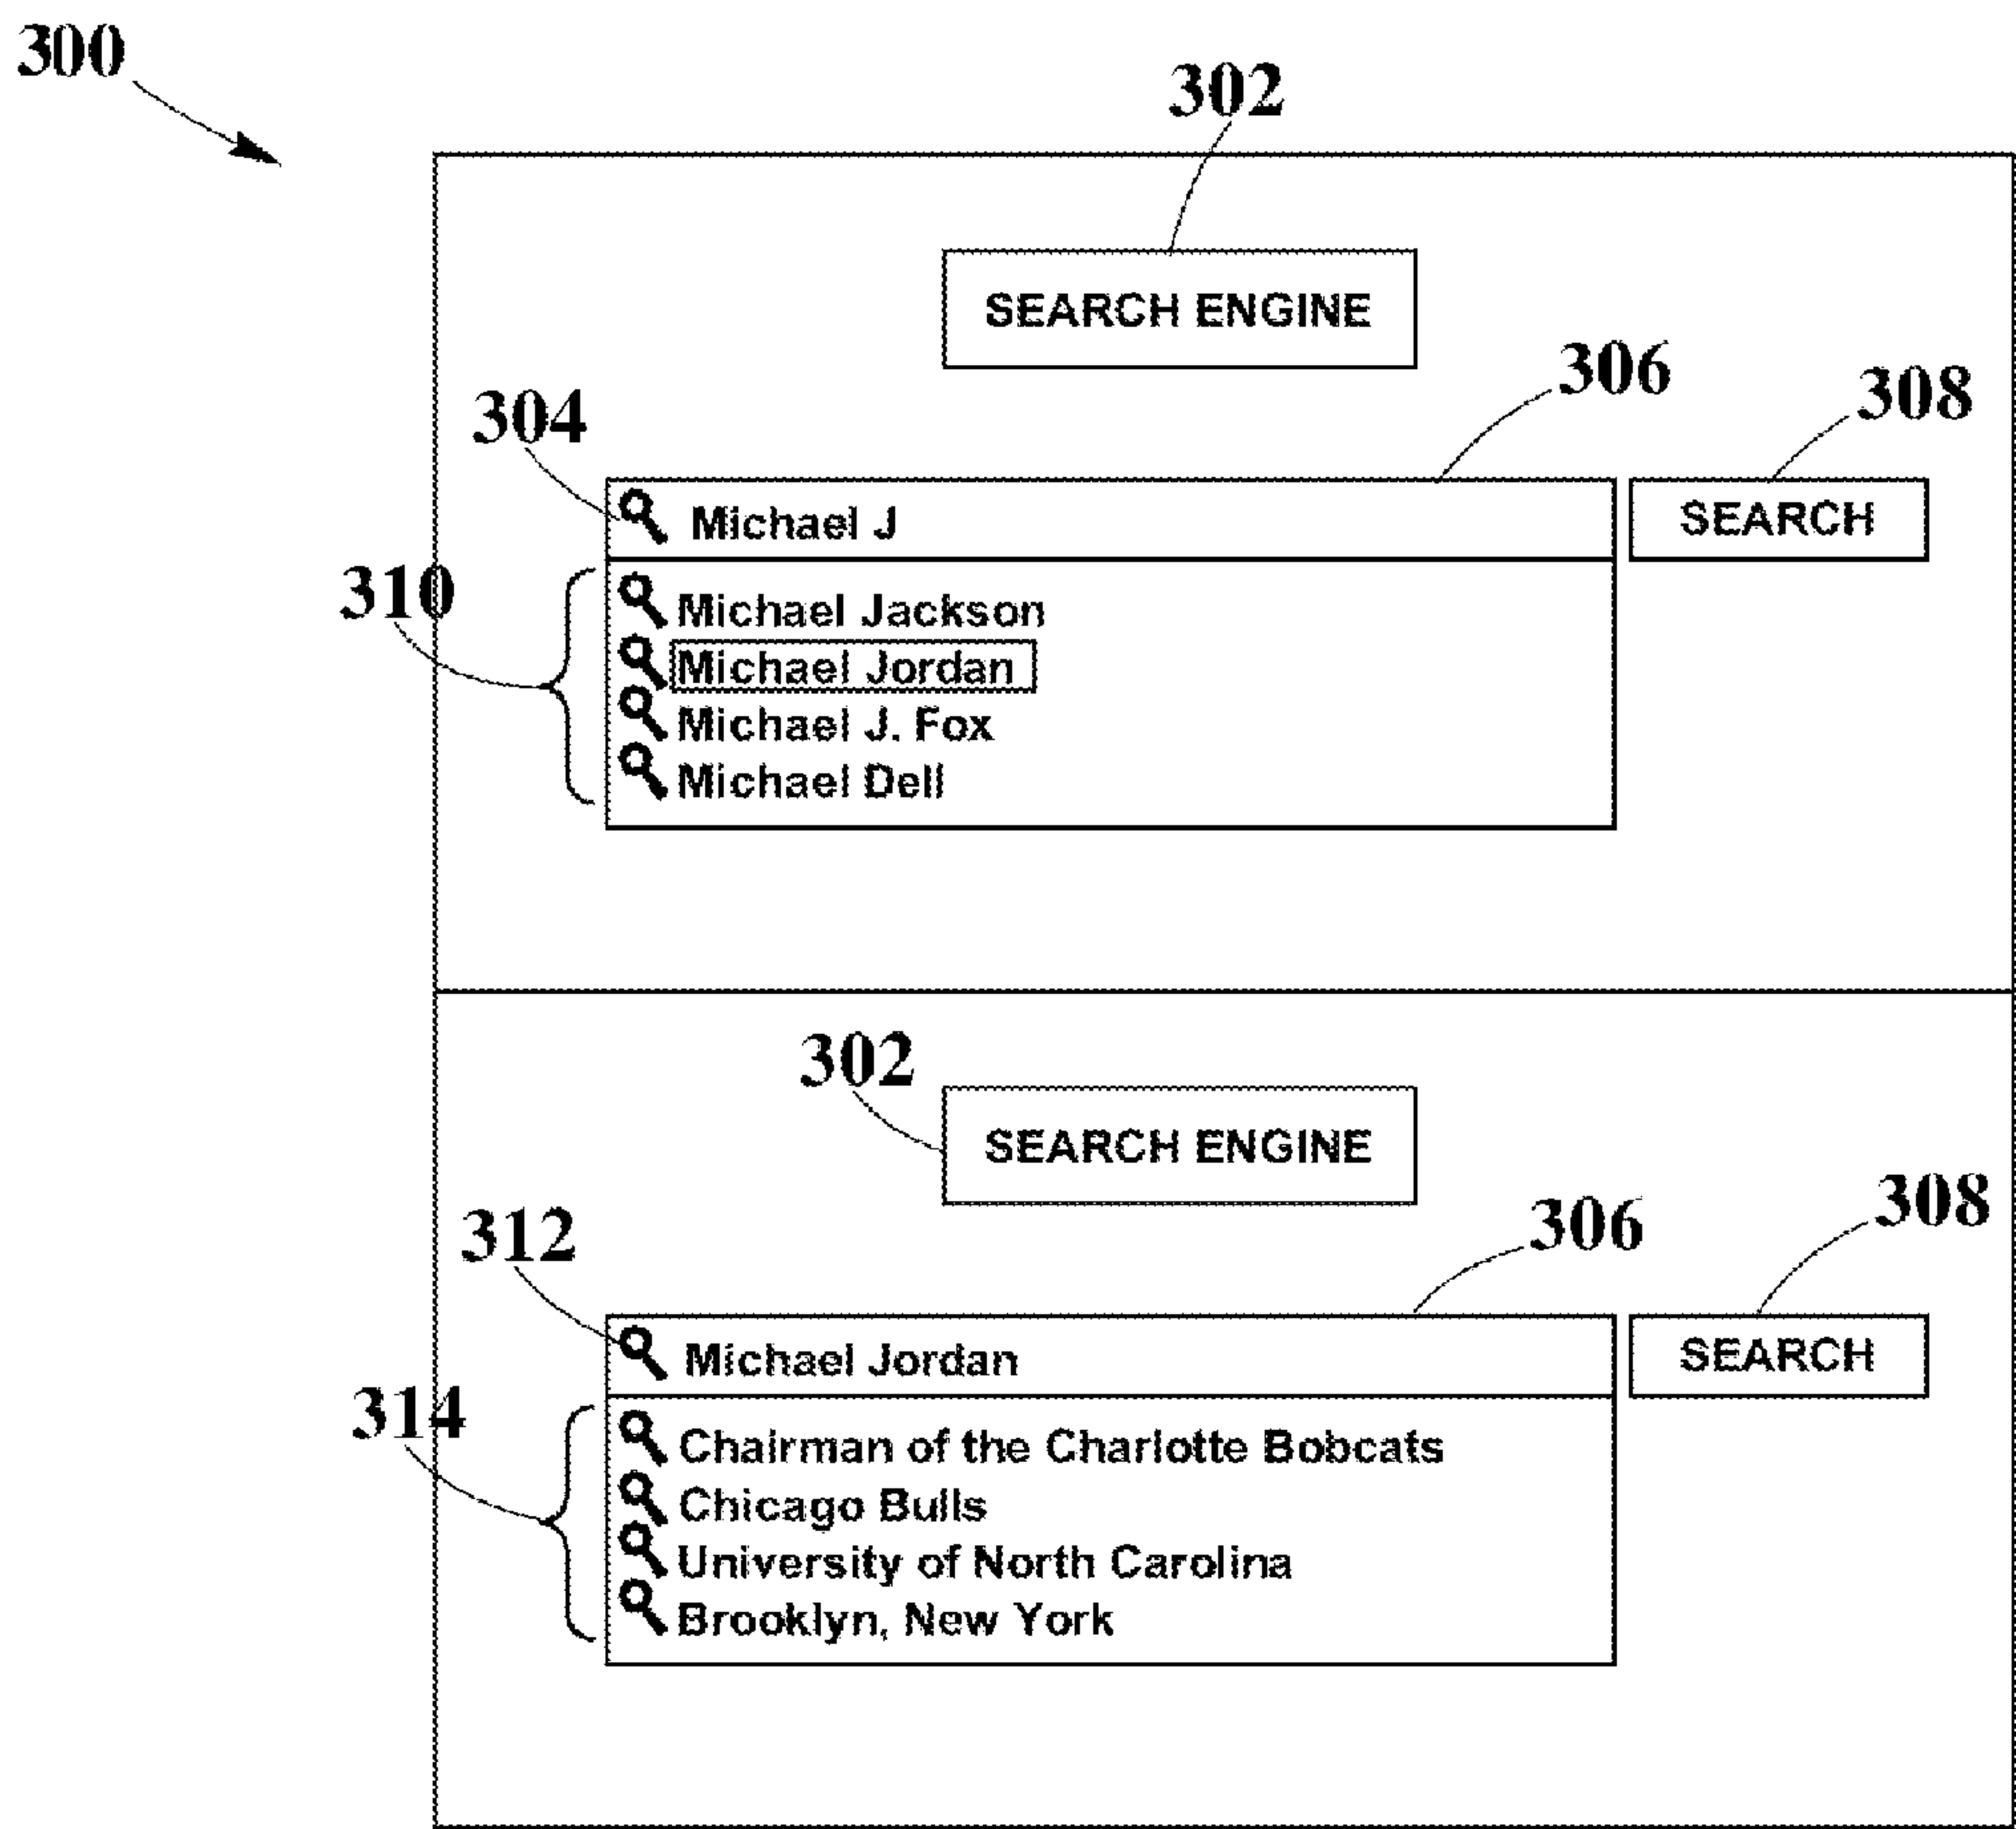 300
302
SEARCH ENGINE
306
308
304
Michael J
SEARCH
310
Michael Jackson
Michael Jordan
Michael J. Fox
Michael Dell
302
SEARCH ENGINE
306
308
312
Michael Jordan
SEARCH
314
Chairman of the Charlotte Bobcats
Chicago Bulls
University of North Carolina
Brooklyn, New York